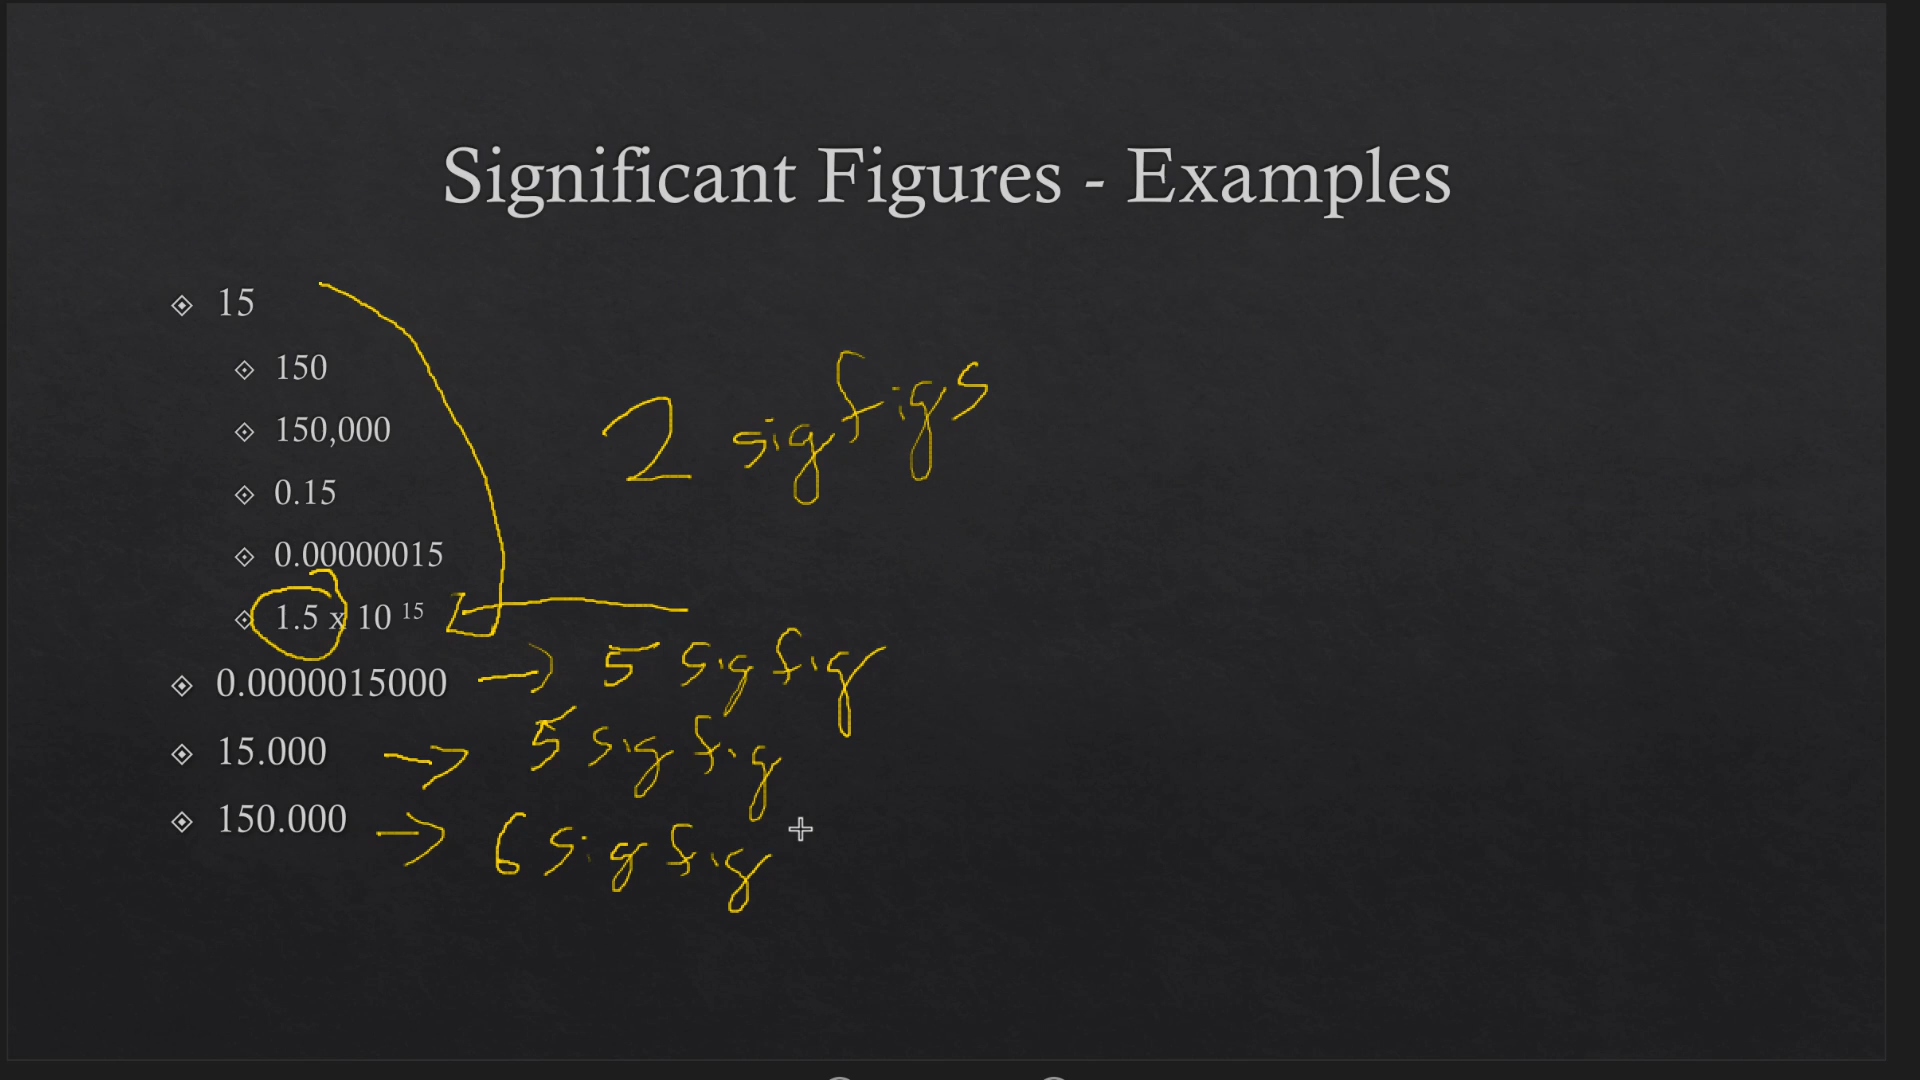 Significant Figures - Examples
15
150
150,000
2 sig figs
0.15
0.00000015
1.5 x 10 15
0.0000015000 5 sig fig
15.000 5 sig fig
150.000 6 sig fig